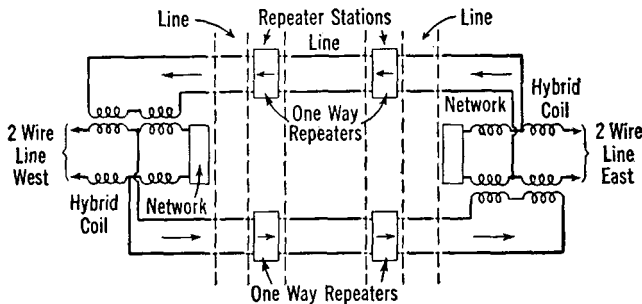 Repeater Stations
Line
Line
Line
Hybrid
Coil
One Way
Repeaters
Network
2 Wire
Line
West
2 Wire
Line
East
Hybrid
Coil
Network
One Way Repeaters